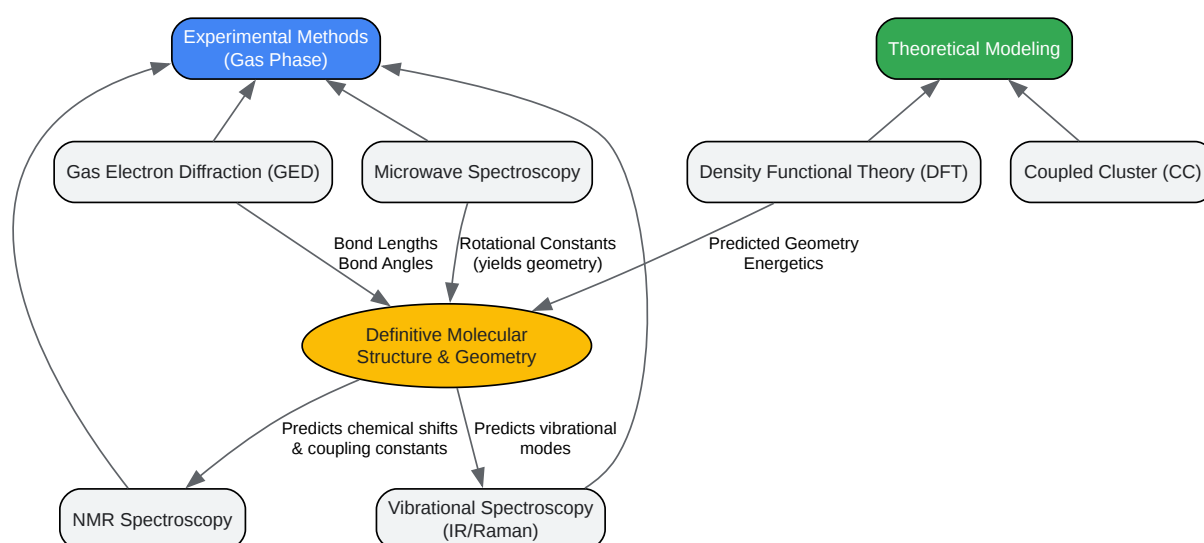 Experimental Methods
(Gas Phase)
Theoretical Modeling
Gas Electron Diffraction (GED)
Microwave Spectroscopy
Density Functional Theory (DFT)
Coupled Cluster (CC)
Bond Lengths
Bond Angles
Rotational Constants
(yields geometry)
Predicted Geometry
Energetics
Definitive Molecular
Structure & Geometry
Predicts chemical shifts
& coupling constants
Predicts vibrational
modes
NMR Spectroscopy
Vibrational Spectroscopy
(IR/Raman)